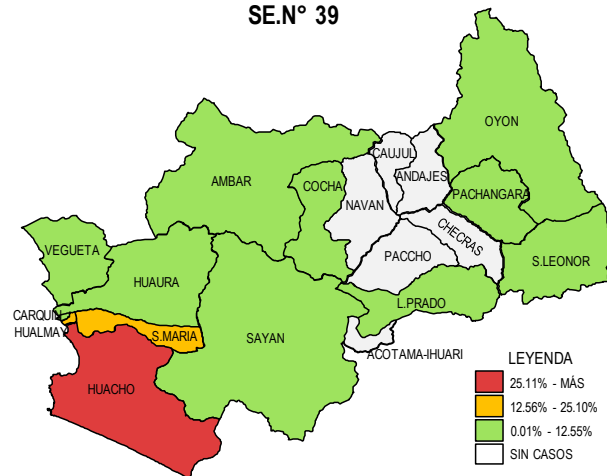 SE.N° 39
OYON
CAUJUL
ANDAJES
AMBAR
COCHA
PACHANGARA
NAVAN
CHECRAS
VEGUETA
PACCHO
S.LEONOR
HUAURA
L.PRADO
CARQUIN
HUALMAY
S.MARIA
SAYAN
ACOTAMA-IHUARI
HUACHO
LEYENDA
25.11% - MÁS
12.56% - 25.10%
0.01% - 12.55%
SIN CASOS